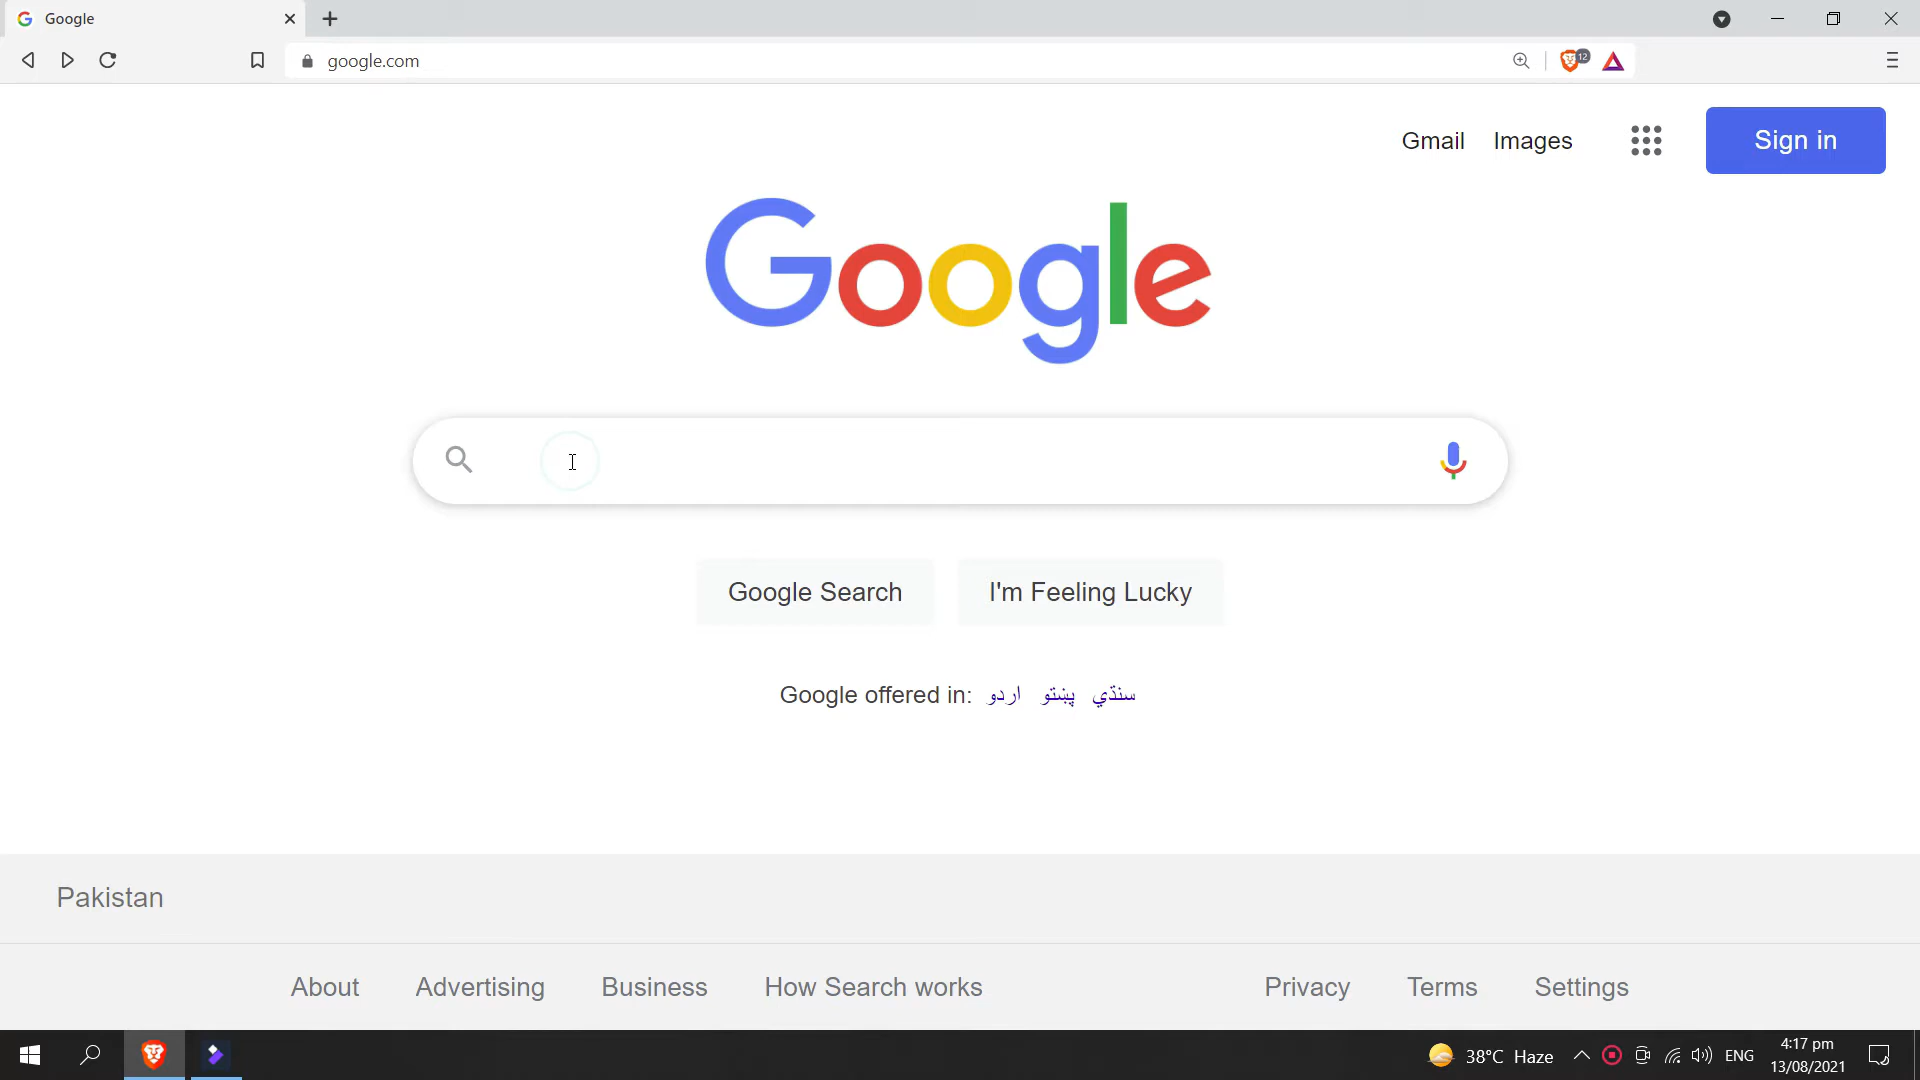 Google
google.com
12
Gmail Images Sign in
Google
Google Search I'm Feeling Lucky
Google offered in: اردو پښتو سنڌي
Pakistan
About Advertising Business How Search works Privacy Terms Settings
38°C Haze ENG 4:17 pm
13/08/2021